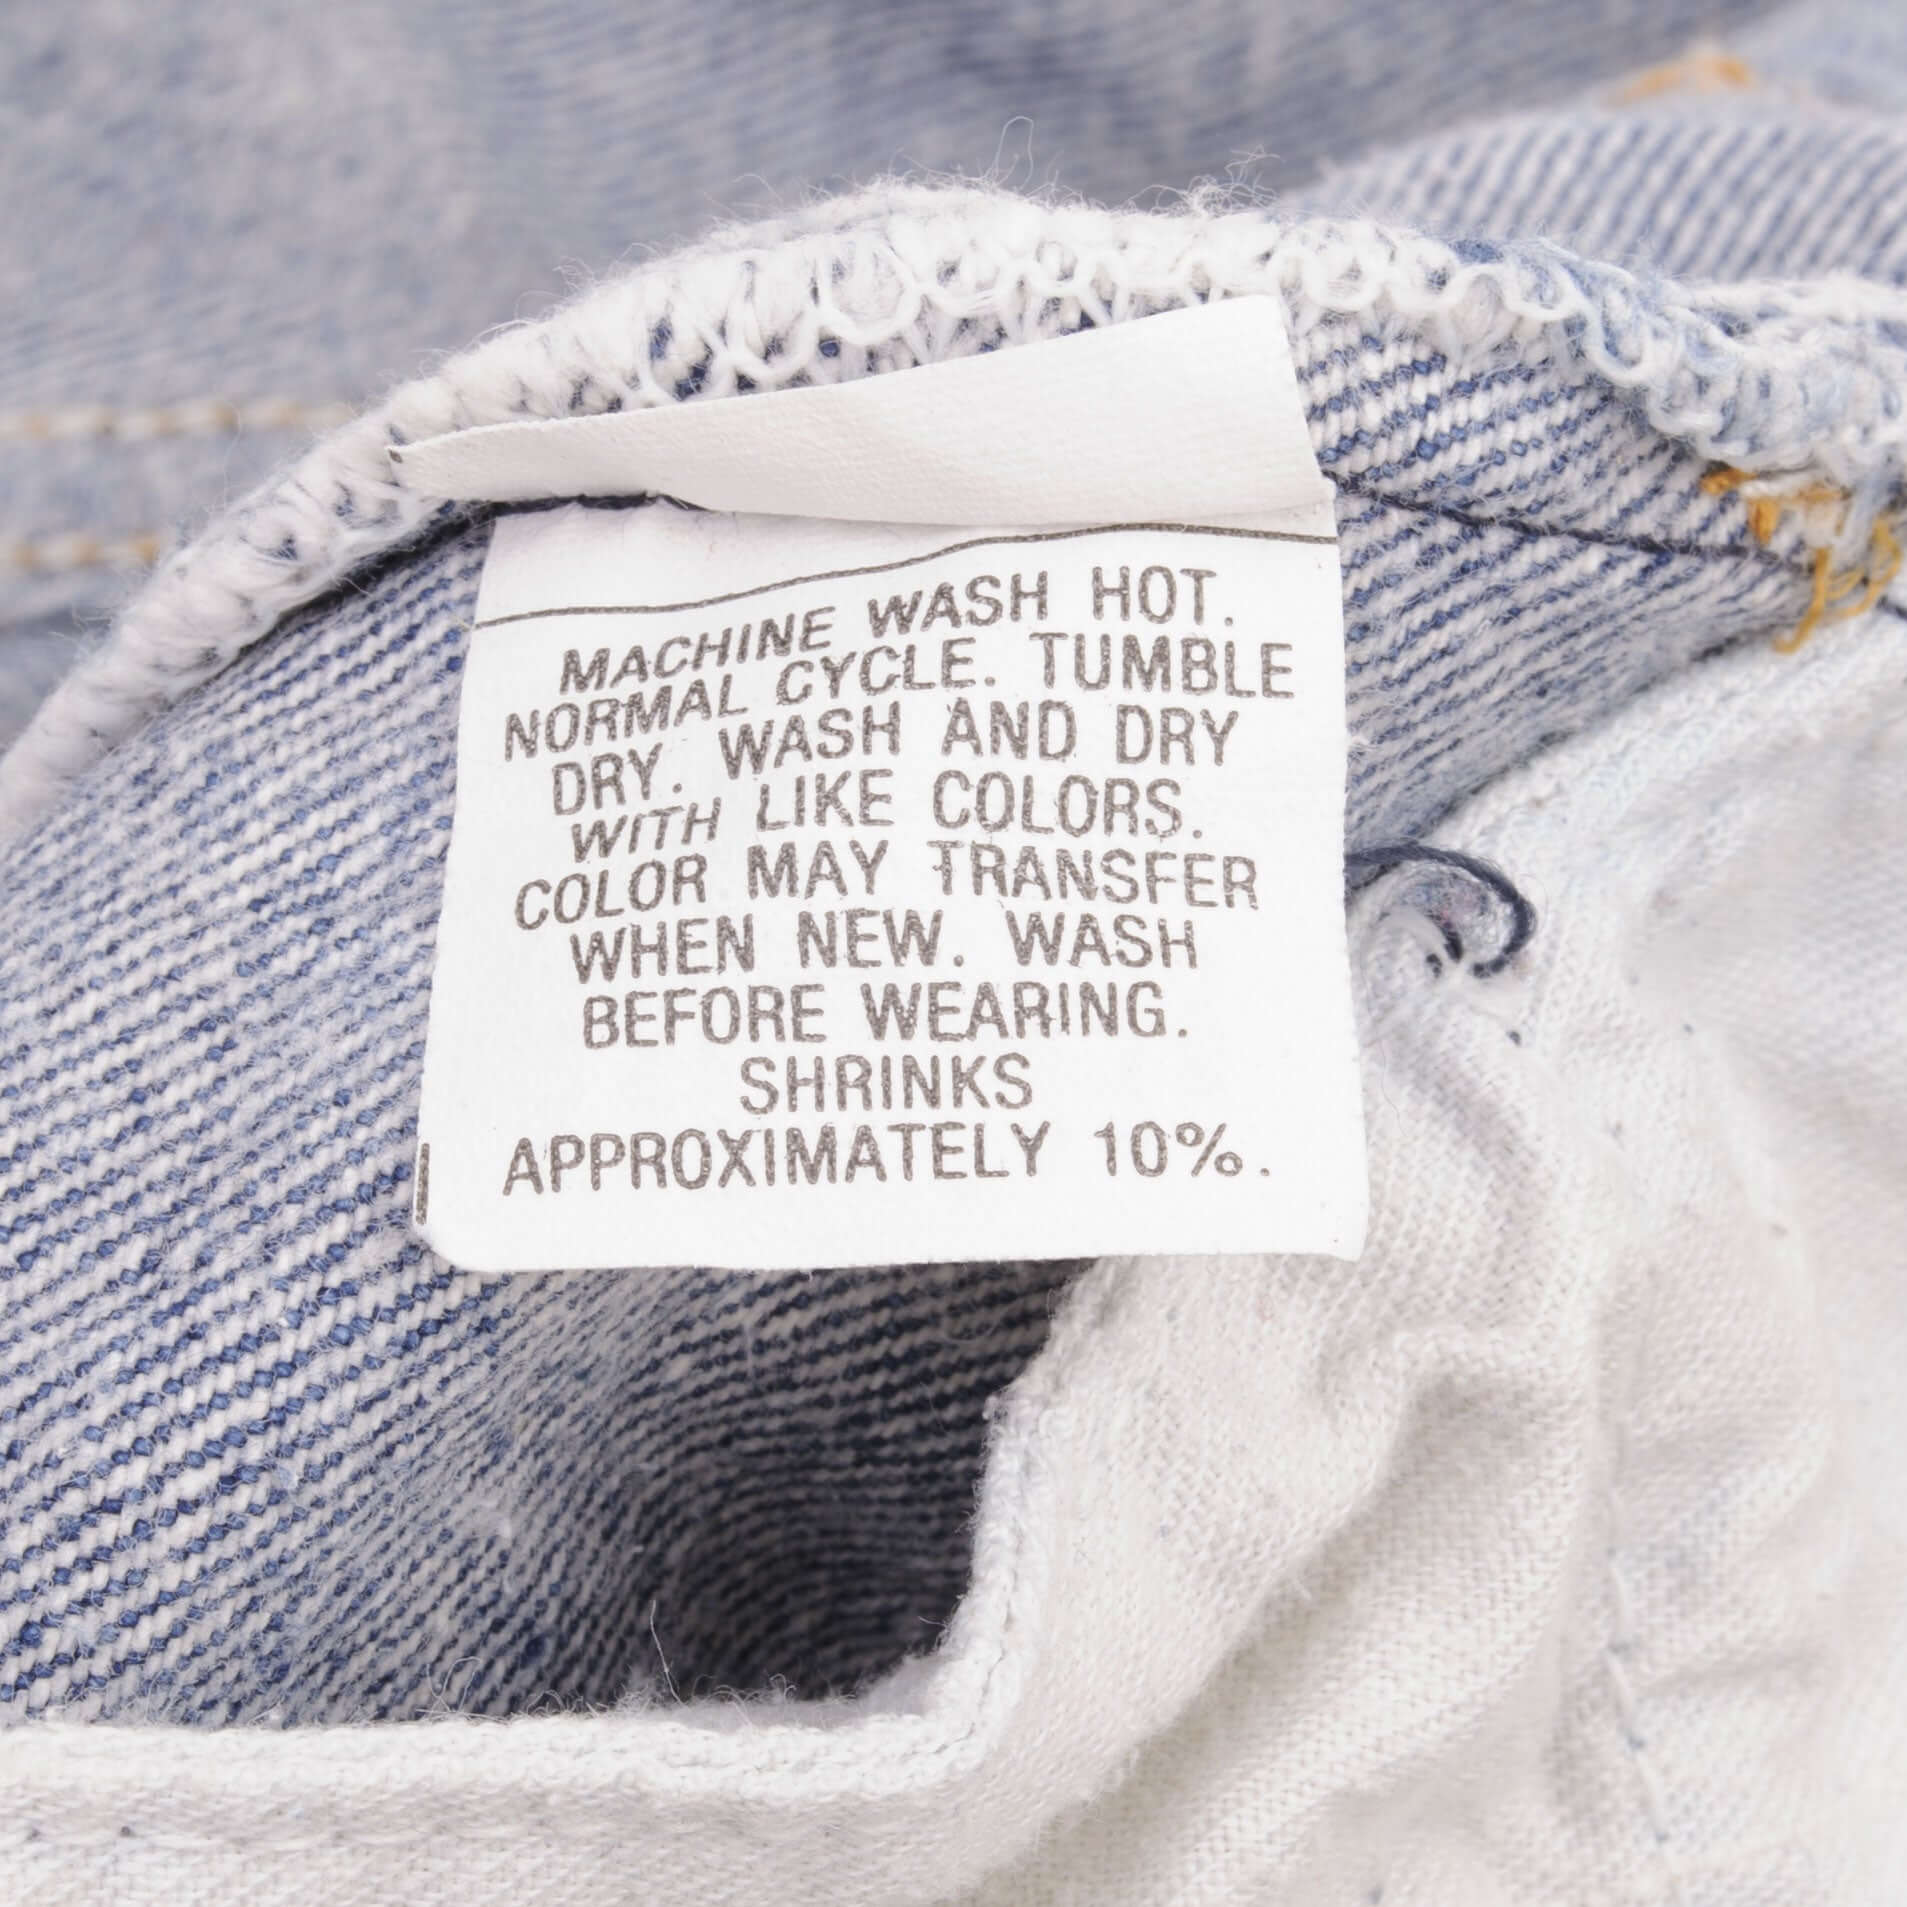 MACHINE WASH HOT.
NORMAL CYCLE. TUMBLE
DRY. WASH AND DRY
WITH LIKE COLORS.
COLOR MAY TRANSFER
WHEN NEW. WASH
BEFORE WEARING.
SHRINKS
APPROXIMATELY 10%.